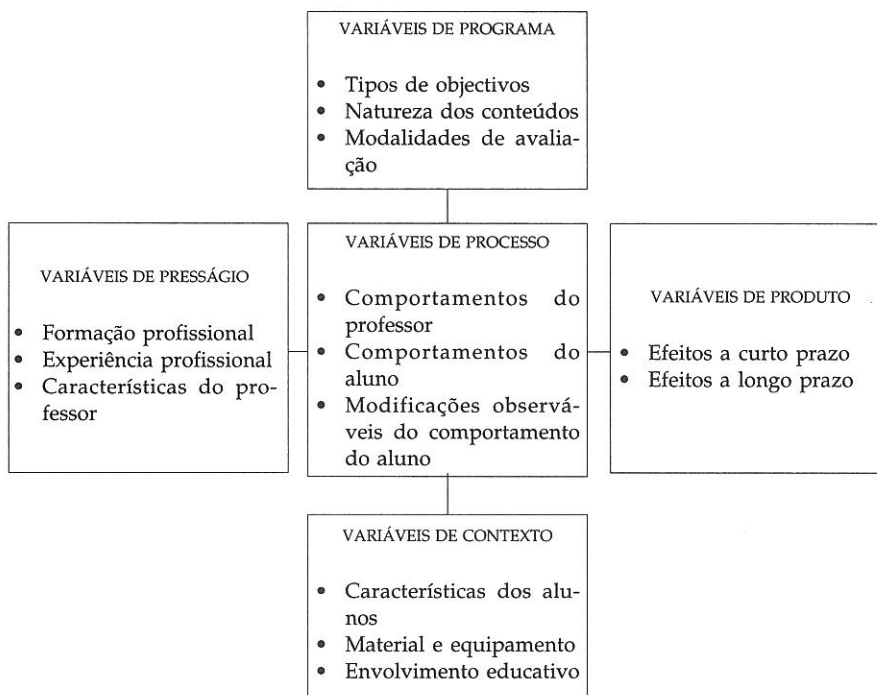 VARIÁVEIS DE PROGRAMA
• Tipos de objectivos
• Natureza dos conteúdos
• Modalidades de avalia-
ção
VARIÁVEIS DE PRESSÁGIO
• Formação profissional
• Experiência profissional
• Características do pro-
fessor
VARIÁVEIS DE PROCESSO
• Comportamentos do
professor
• Comportamentos do
aluno
• Modificações observá-
veis do comportamento
do aluno
VARIÁVEIS DE PRODUTO
• Efeitos a curto prazo
• Efeitos a longo prazo
VARIÁVEIS DE CONTEXTO
• Características dos alu-
nos
• Material e equipamento
• Envolvimento educativo